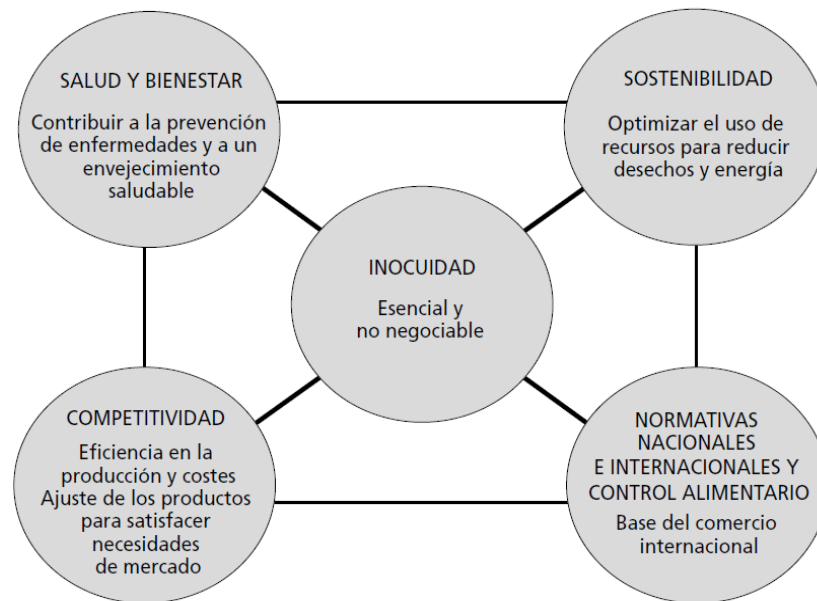 SALUD Y BIENESTAR
Contribuir a la prevención
de enfermedades y a un
envejecimiento
saludable
SOSTENIBILIDAD
Optimizar el uso de
recursos para reducir
desechos y energía
INOCUIDAD
Esencial y
no negociable
COMPETITIVIDAD
Eficiencia en la
producción y costes
Ajuste de los productos
para satisfacer
necesidades
de mercado
NORMATIVAS
NACIONALES
E INTERNACIONALES Y
CONTROL ALIMENTARIO
Base del comercio
internacional